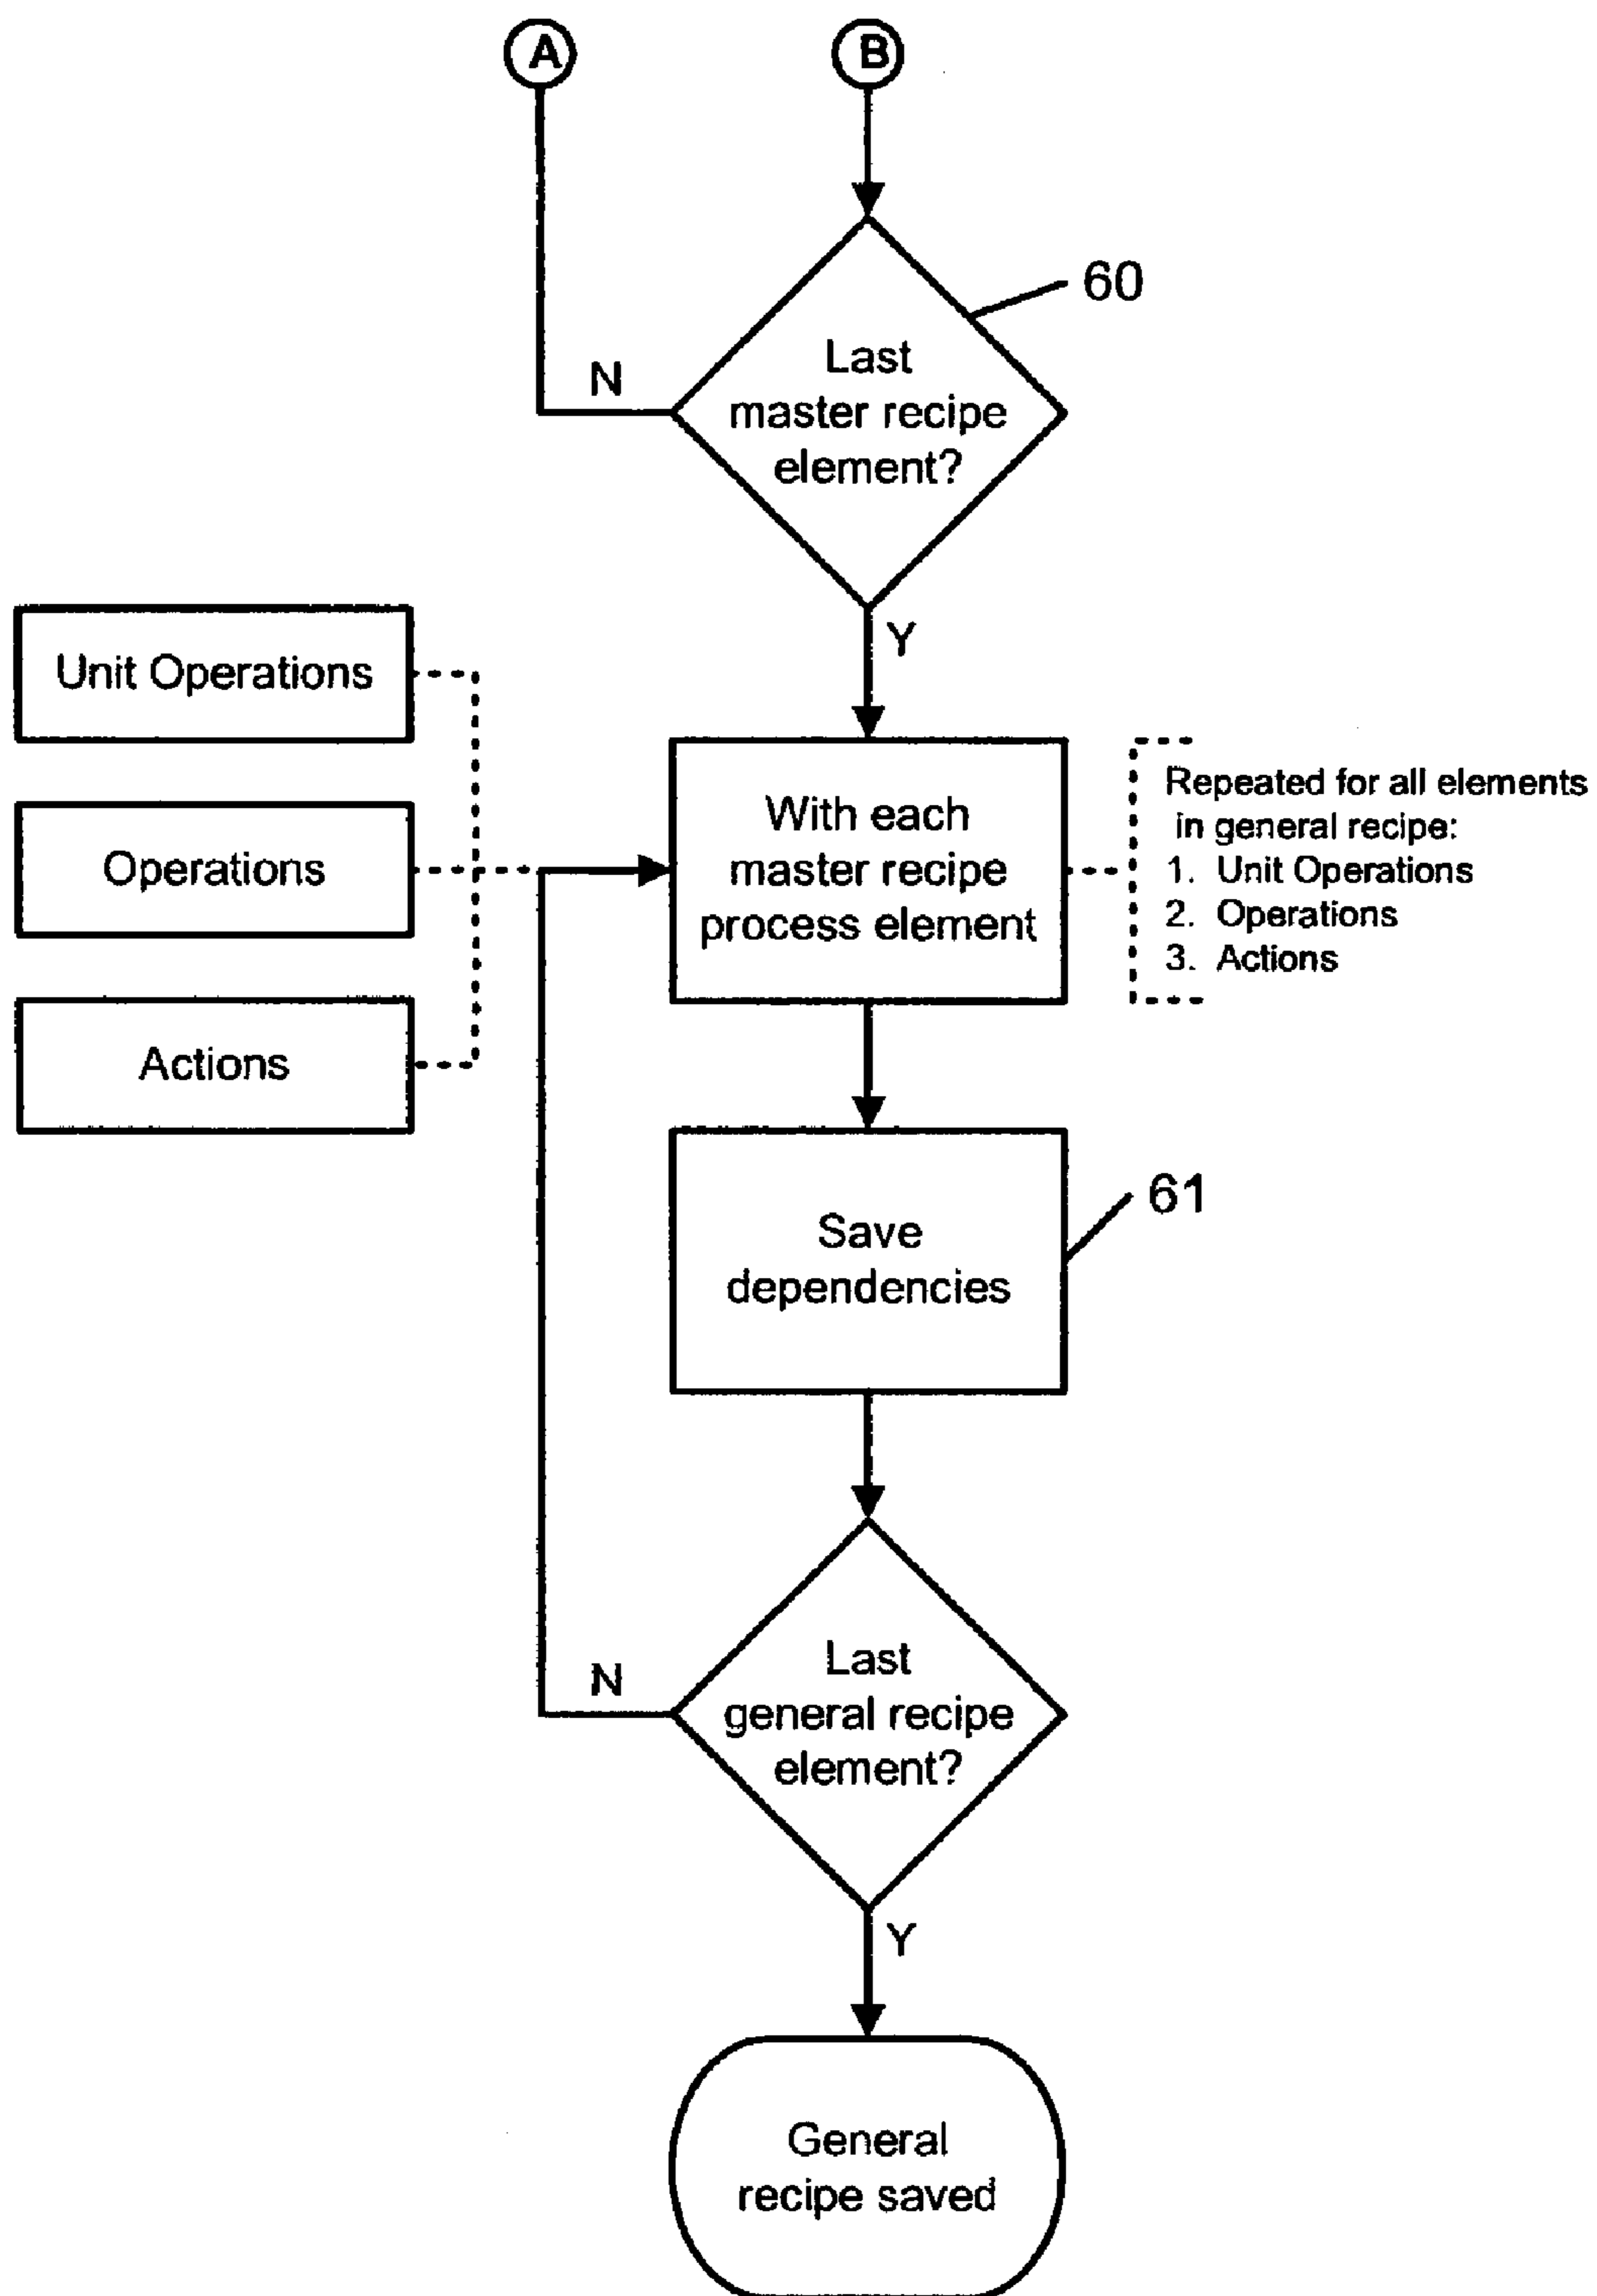 A
B
60
Last
master recipe
element?
N
Y
Unit Operations
Operations
Actions
With each
master recipe
process element
Repeated for all elements
in general recipe:
1. Unit Operations
2. Operations
3. Actions
Save
dependencies
61
Last
general recipe
element?
N
Y
General
recipe saved